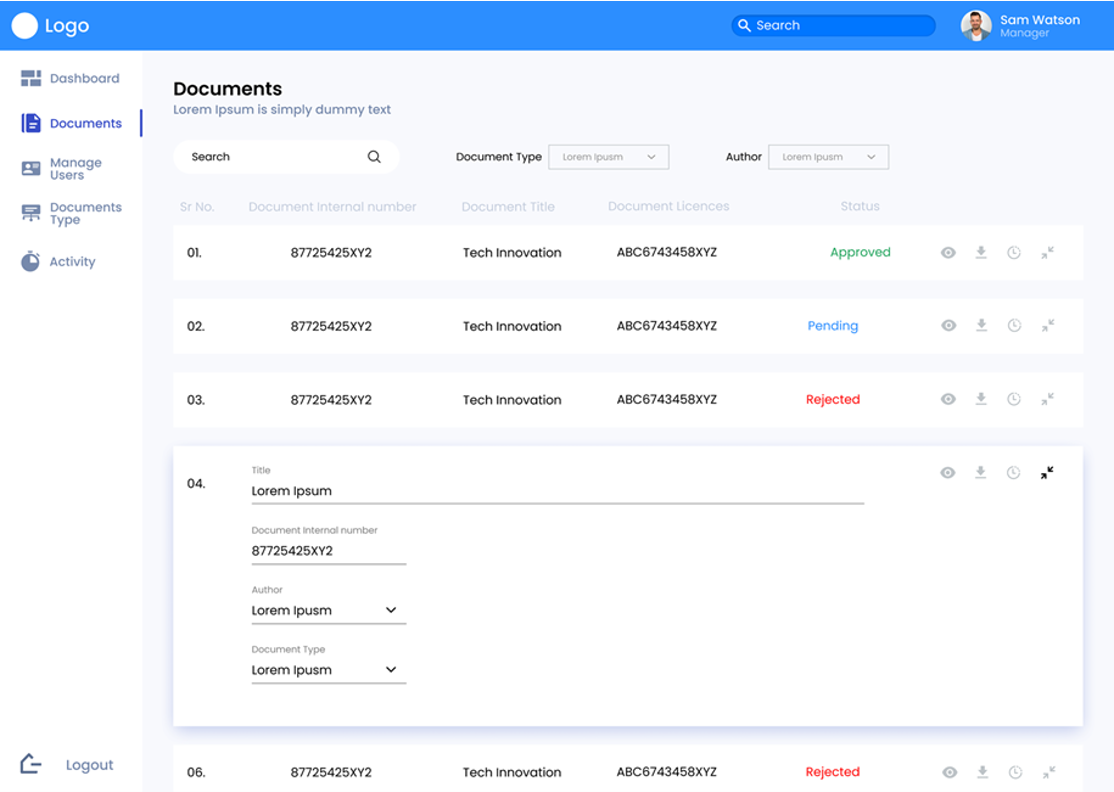 Logo
Search
Sam Watson
Manager
Dashboard
Documents
Manage
Users
Documents
Type
Activity
Logout
Documents
Lorem Ipsum is simply dummy text
Search
Document Type Lorem Ipusm
Author Lorem Ipusm
Sr No. Document Internal number Document Title Document Licences Status
01. 87725425XY2 Tech Innovation ABC6743458XYZ Approved
02. 87725425XY2 Tech Innovation ABC6743458XYZ Pending
03. 87725425XY2 Tech Innovation ABC6743458XYZ Rejected
04.
Title
Lorem Ipsum
Document Internal number
87725425XY2
Author
Lorem Ipusm
Document Type
Lorem Ipusm
06. 87725425XY2 Tech Innovation ABC6743458XYZ Rejected